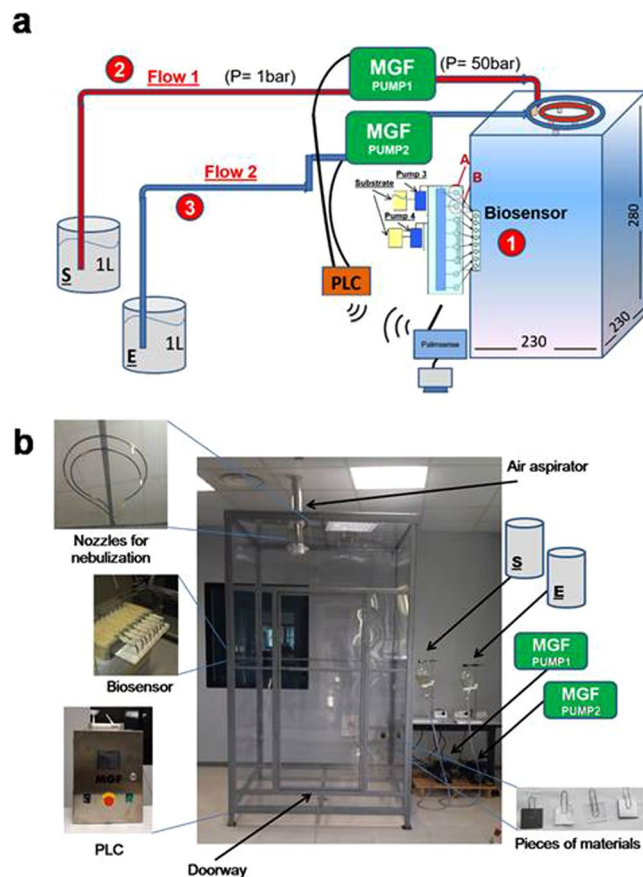 a
2
Flow 1
(P= 1bar)
MGF
PUMP1
(P= 50bar)
MGF
PUMP2
Flow 2
3
A
B
Pump 3
Substrate
Pump 4
Biosensor
1
280
S
1L
PLC
E
1L
Palmsense
230
230
b
Air aspirator
Nozzles for
nebulization
S
E
Biosensor
MGF
PUMP1
MGF
PUMP2
MGF
PLC
Doorway
Pieces of materials